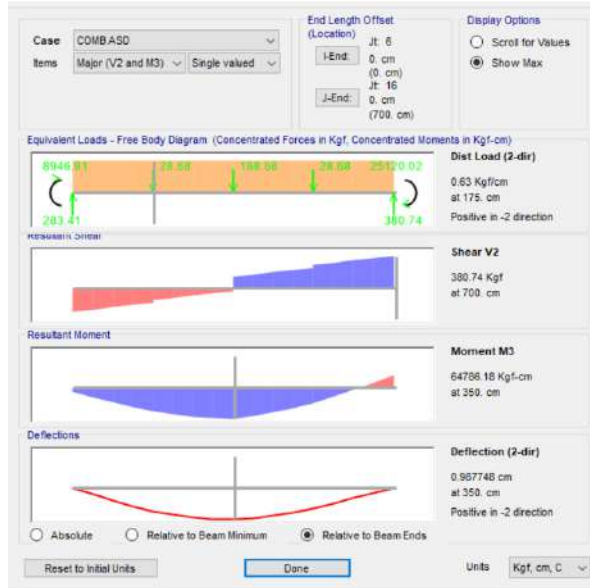 Case COMB.ASD
Items Major (V2 and M3) Single valued
End Length Offset
(Location)
I-End: Jt: 6
0. cm
(0. cm)
J-End: Jt: 16
0. cm
(700. cm)
Display Options
Scroll for Values
Show Max
Equivalent Loads - Free Body Diagram (Concentrated Forces in Kgf, Concentrated Moments in Kgf-cm)
8946.91 28.68 188.68 28.68 25120.02
283.41 380.74
Dist Load (2-dir)
0.63 Kgf/cm
at 175. cm
Positive in -2 direction
Resultant Shear
Shear V2
380.74 Kgf
at 700. cm
Resultant Moment
Moment M3
64786.18 Kgf-cm
at 350. cm
Deflections
Deflection (2-dir)
0.987748 cm
at 350. cm
Positive in -2 direction
Absolute Relative to Beam Minimum Relative to Beam Ends
Reset to Initial Units Done Units Kgf, cm, C